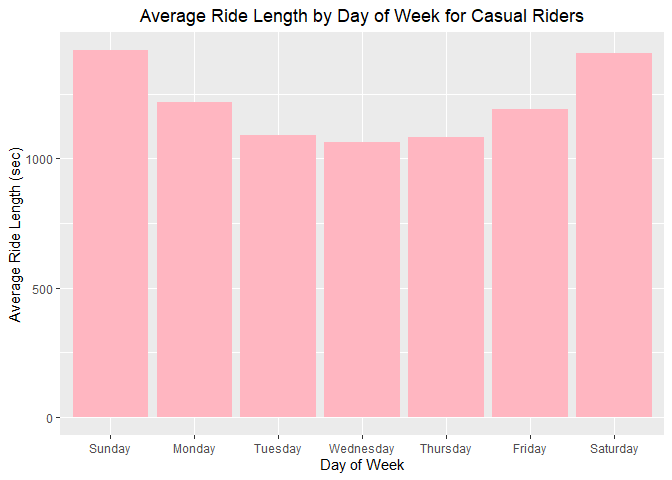 Average Ride Length by Day of Week for Casual Riders
Average Ride Length (sec)
1000
500
0
Sunday Monday Tuesday Wednesday Thursday Friday Saturday
Day of Week